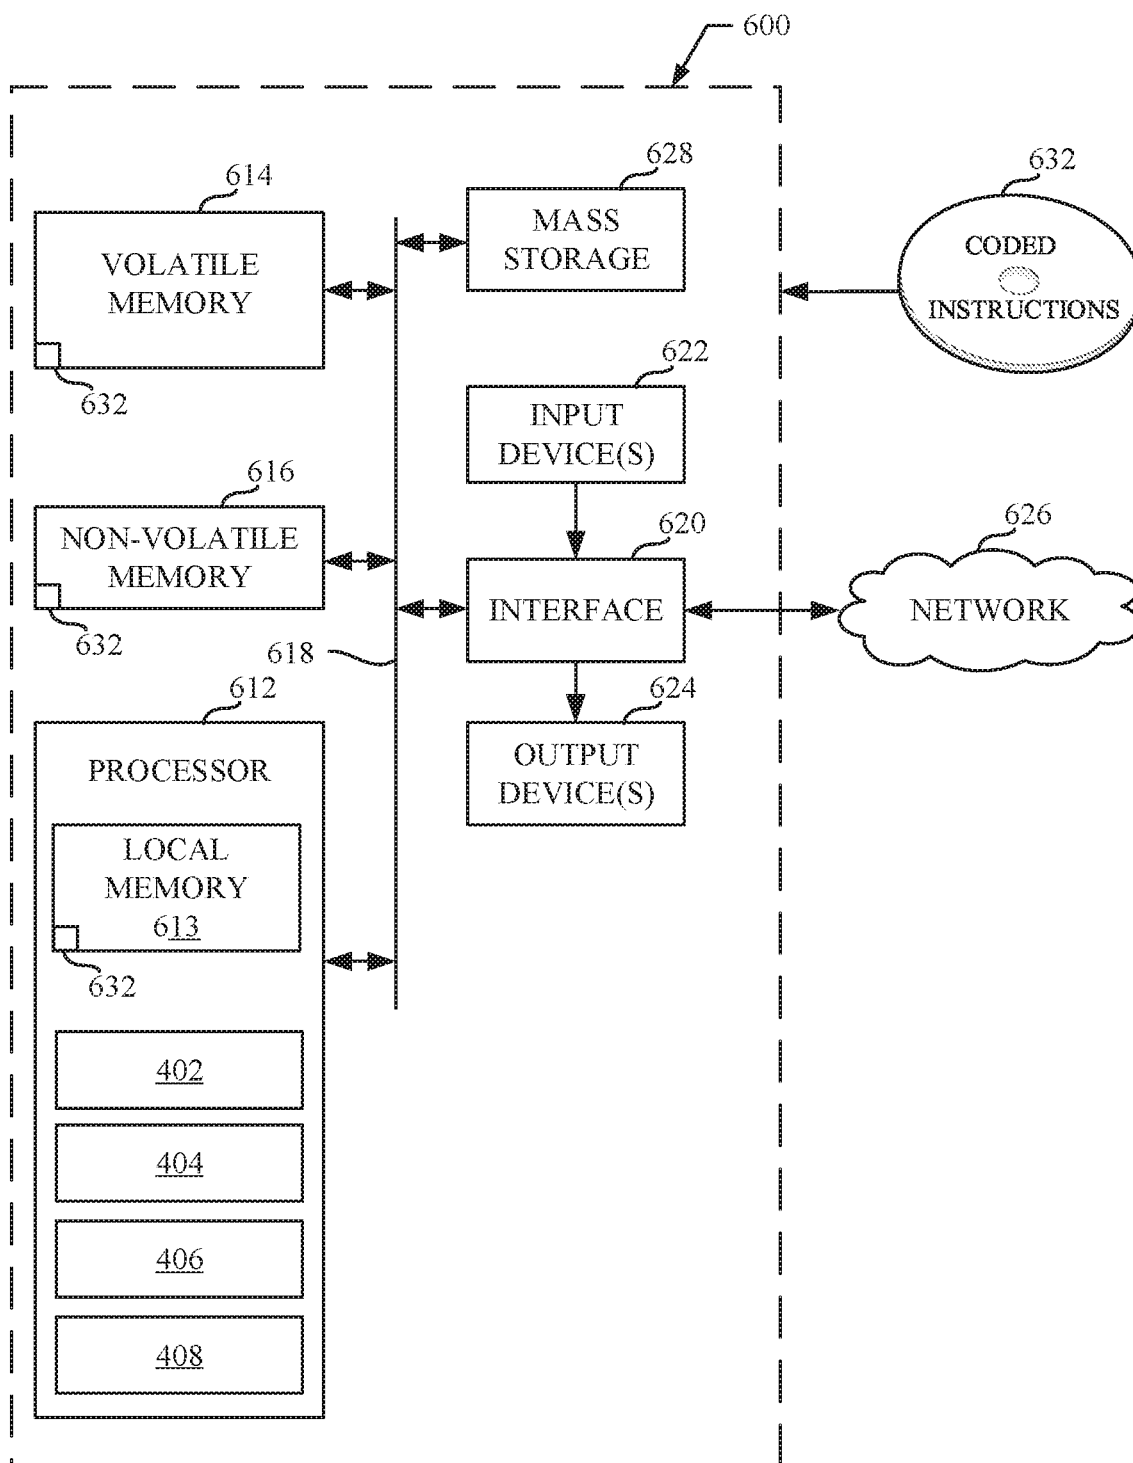 600
614
VOLATILE
MEMORY
632
628
MASS
STORAGE
632
CODED
INSTRUCTIONS
622
INPUT
DEVICE(S)
616
NON-VOLATILE
MEMORY
632
620
INTERFACE
626
NETWORK
618
624
OUTPUT
DEVICE(S)
612
PROCESSOR
LOCAL
MEMORY
613
632
402
404
406
408